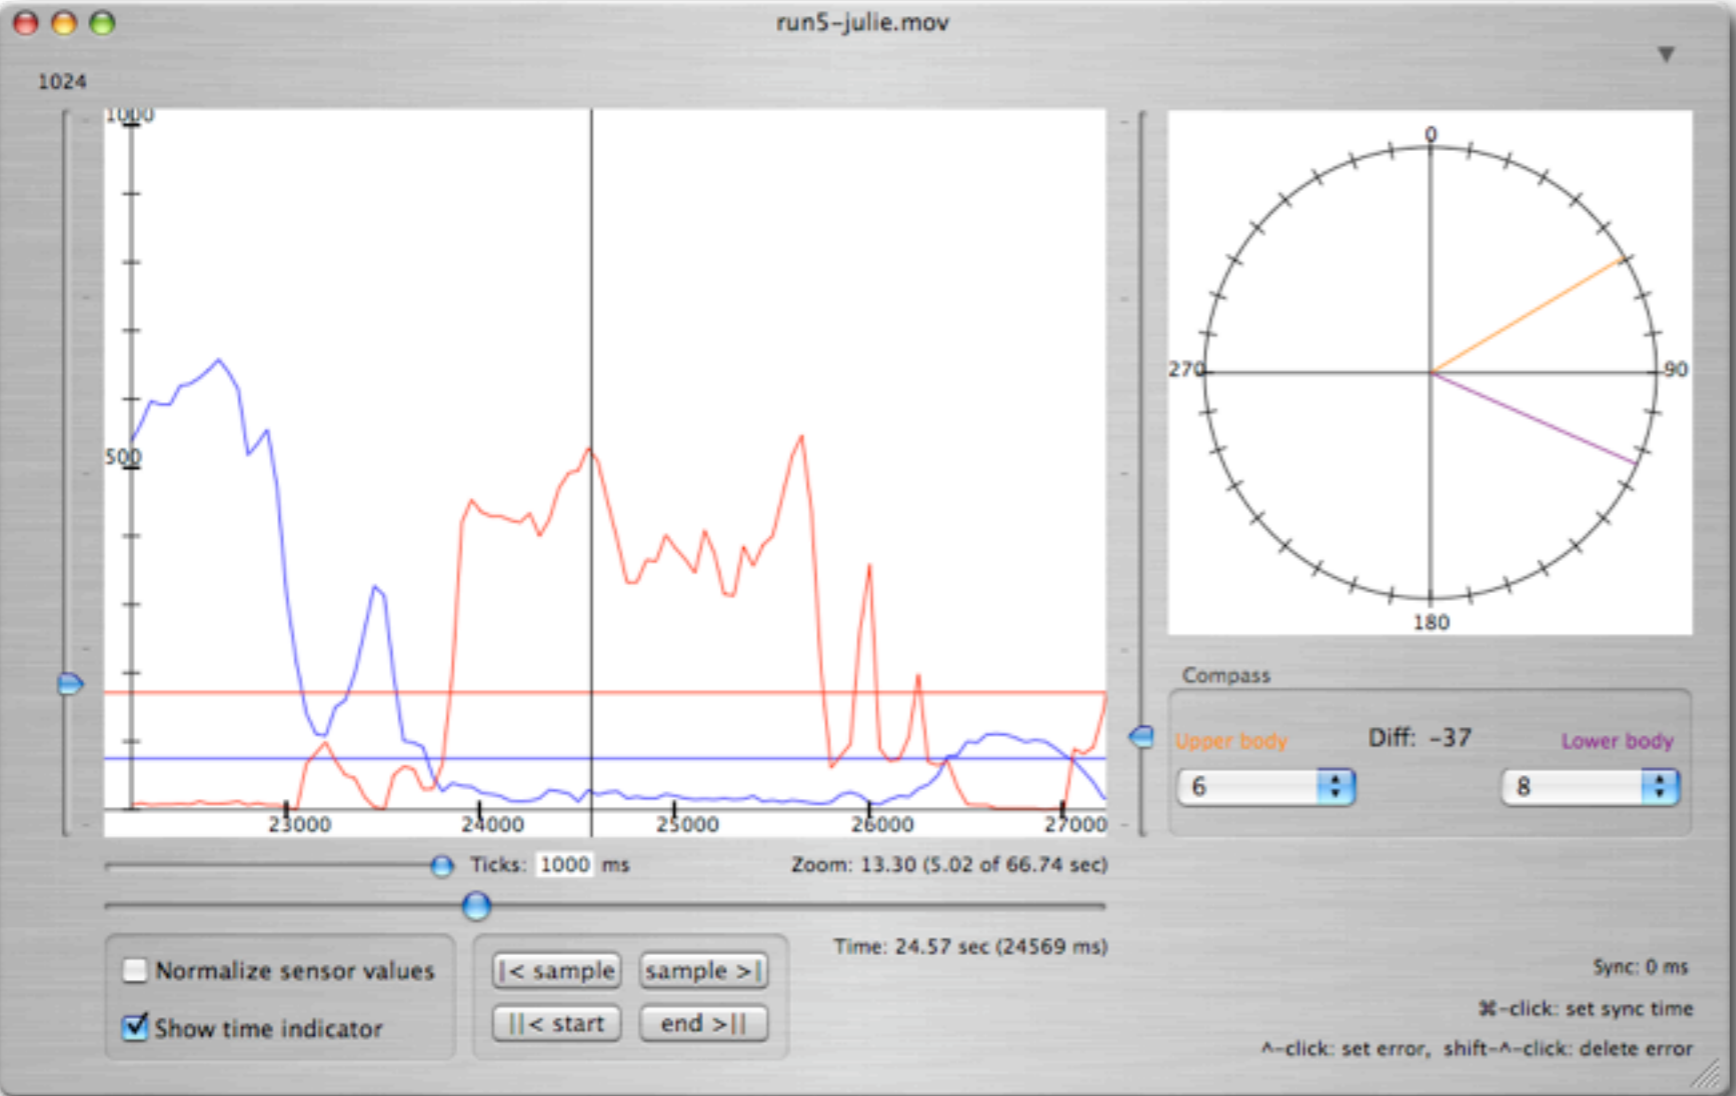 run5-julie.mov
1024
1000
500
23000 24000 25000 26000 27000
0
270 90
180
Compass
Upper body Diff: -37 Lower body
6 8
Ticks: 1000 ms Zoom: 13.30 (5.02 of 66.74 sec)
Time: 24.57 sec (24569 ms)
Normalize sensor values |< sample sample >|
Show time indicator ||< start end >||
Sync: 0 ms
⌘-click: set sync time
^-click: set error, shift-^-click: delete error